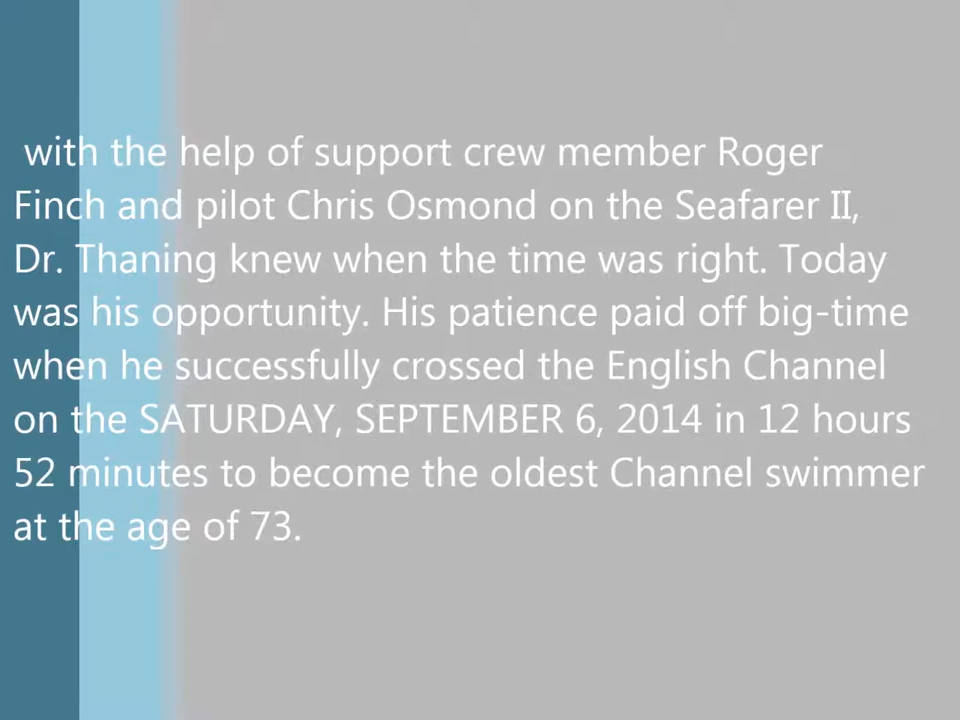 with the help of support crew member Roger
Finch and pilot Chris Osmond on the Seafarer II,
Dr. Thaning knew when the time was right. Today
was his opportunity. His patience paid off big-time
when he successfully crossed the English Channel
on the SATURDAY, SEPTEMBER 6, 2014 in 12 hours
52 minutes to become the oldest Channel swimmer
at the age of 73.